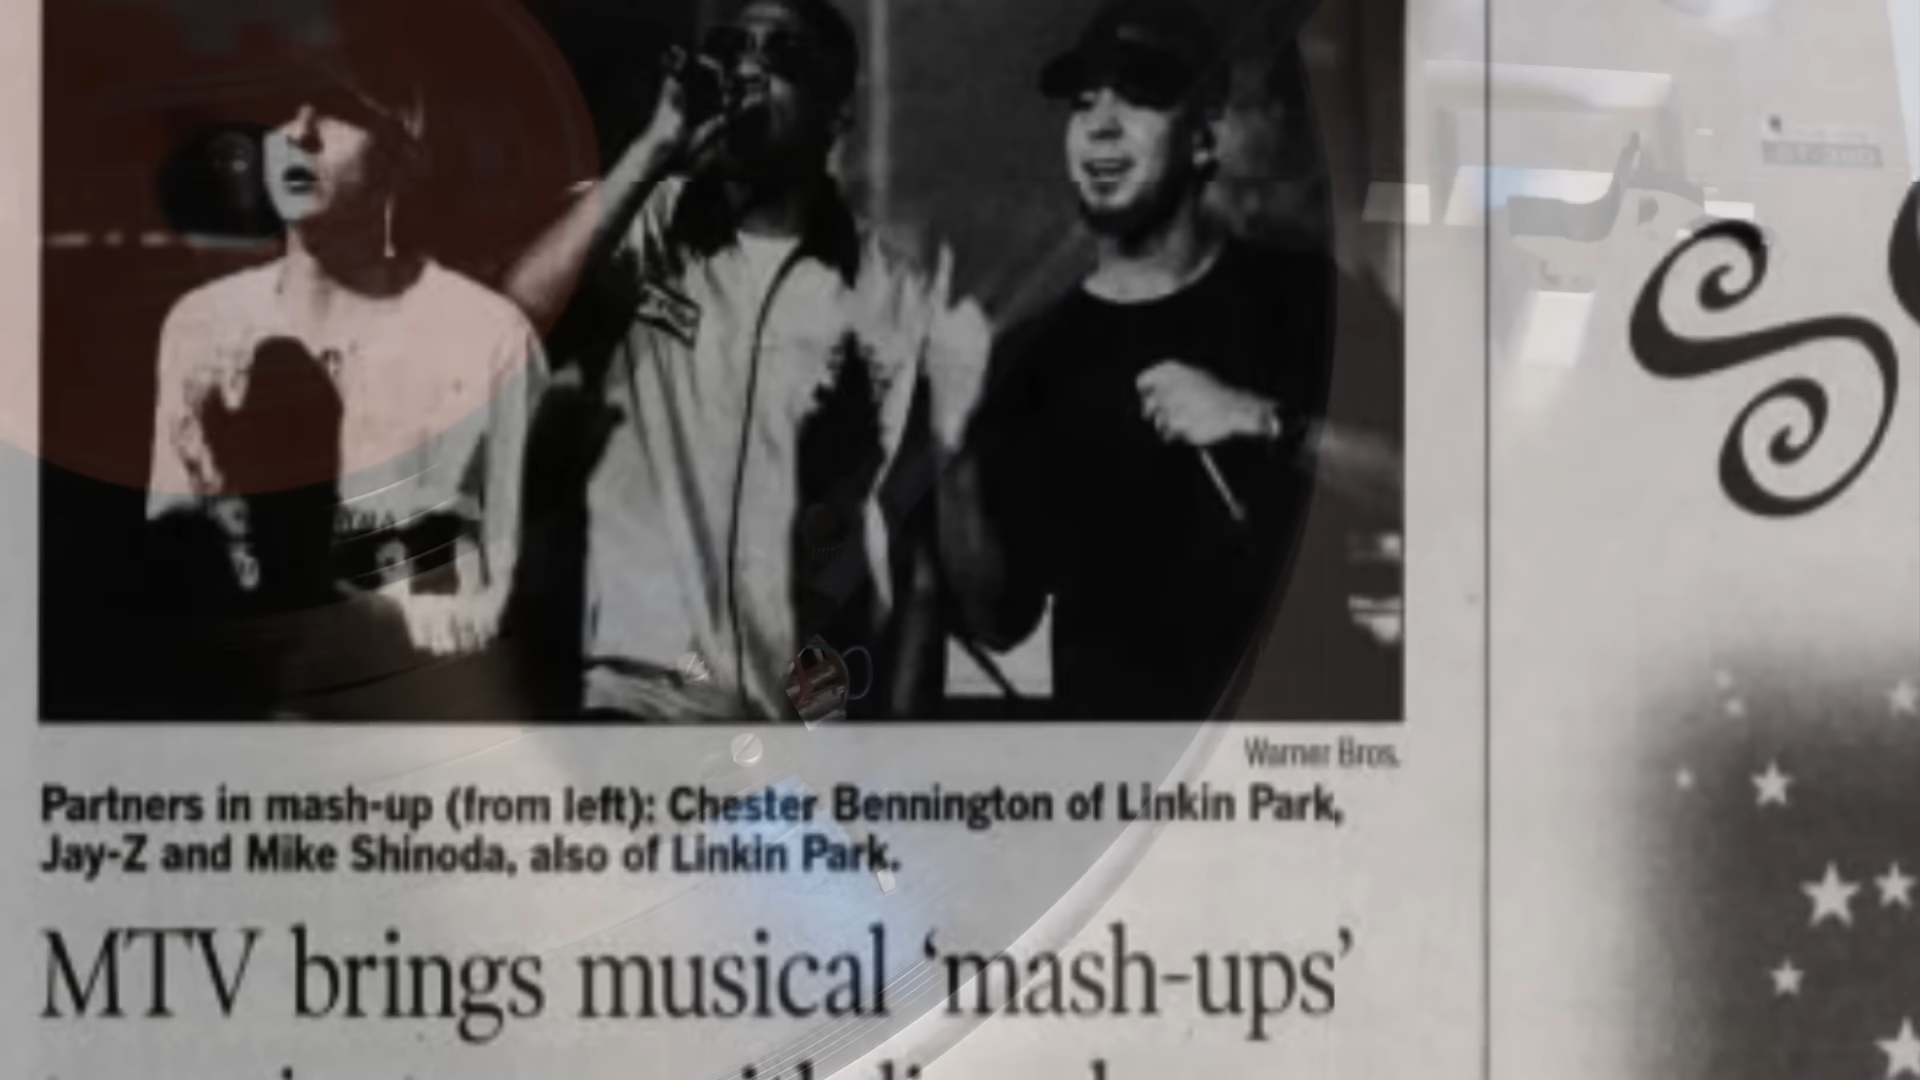 Warner Bros.
Partners in mash-up (from left): Chester Bennington of Linkin Park,
Jay-Z and Mike Shinoda, also of Linkin Park.
MTV brings musical ‘mash-ups’